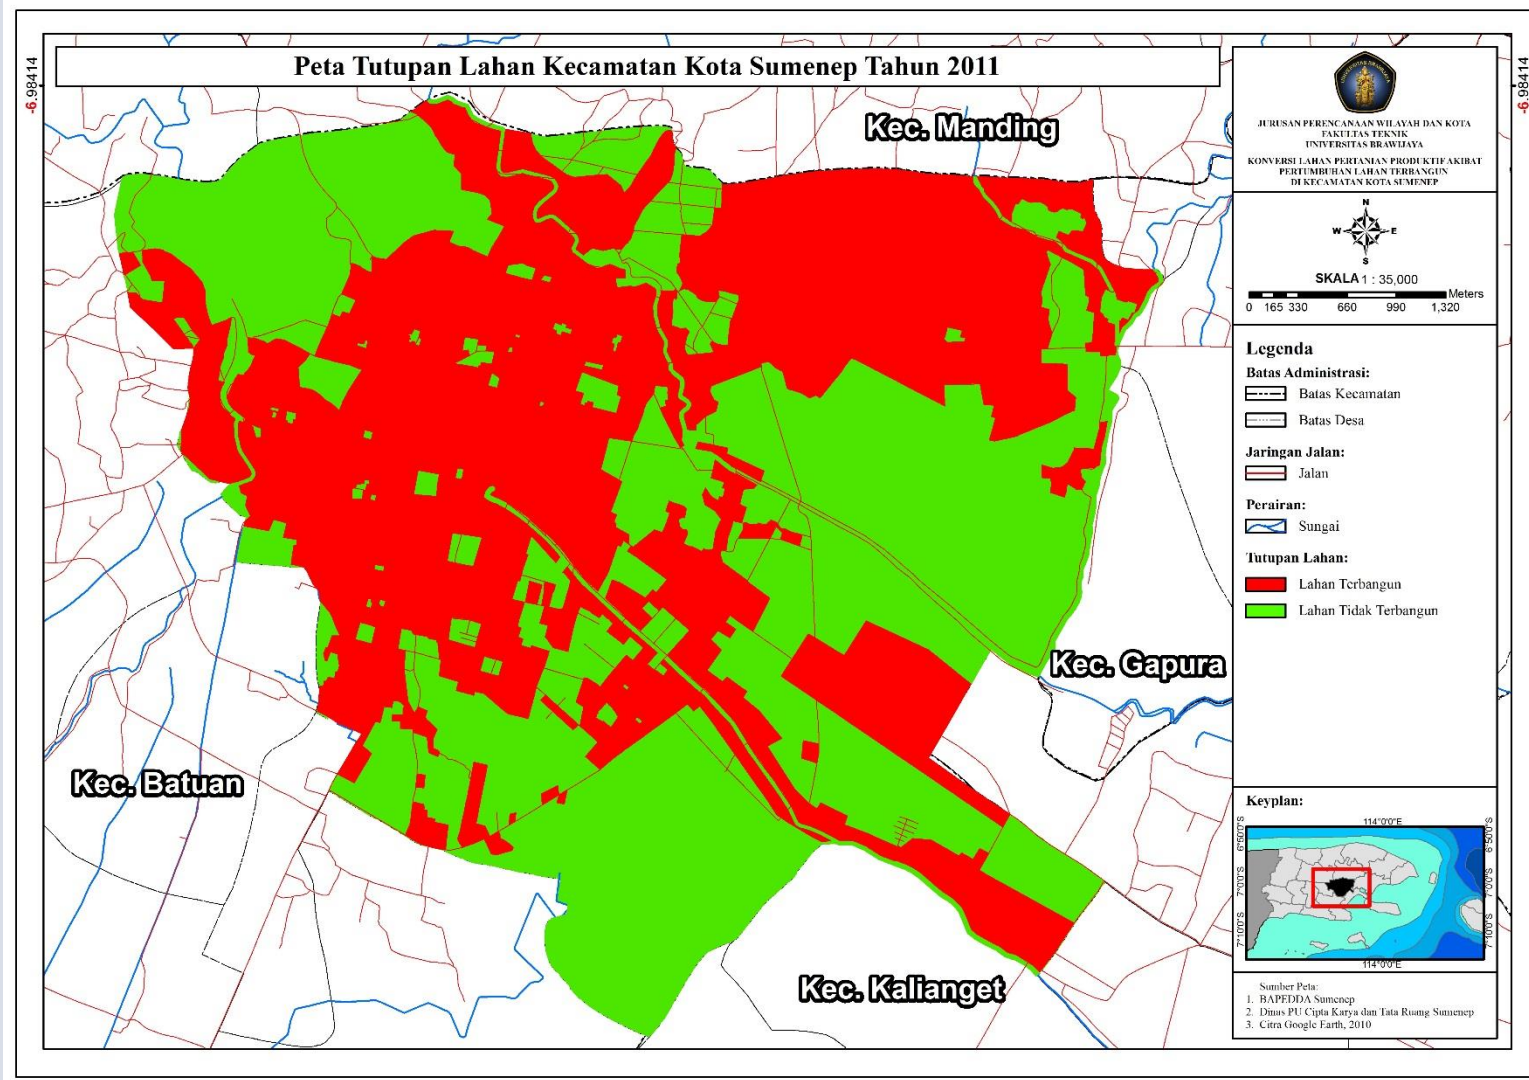 Peta Tutupan Lahan Kecamatan Kota Sumenep Tahun 2011
-6.98414
-6.98414
Kec. Manding
Kec. Gapura
Kec. Batuan
Kec. Kalianget
JURUSAN PERENCANAAN WILAYAH DAN KOTA
FAKULTAS TEKNIK
UNIVERSITAS BRAWIJAYA
KONVERSI LAHAN PERTANIAN PRODUKTIF AKIBAT
PERTUMBUHAN LAHAN TERBANGUN
DI KECAMATAN KOTA SUMENEP
N
W E
S
SKALA 1 : 35,000
Meters
0 165 330 660 990 1,320
Legenda
Batas Administrasi:
Batas Kecamatan
Batas Desa
Jaringan Jalan:
Jalan
Perairan:
Sungai
Tutupan Lahan:
Lahan Terbangun
Lahan Tidak Terbangun
Keyplan:
114°0'0"E
6°50'0"S
6°50'0"S
7°0'0"S
7°0'0"S
7°10'0"S
7°10'0"S
114°0'0"E
Sumber Peta:
1. BAPEDDA Sumenep
2. Dinas PU Cipta Karya dan Tata Ruang Sumenep
3. Citra Google Earth, 2010